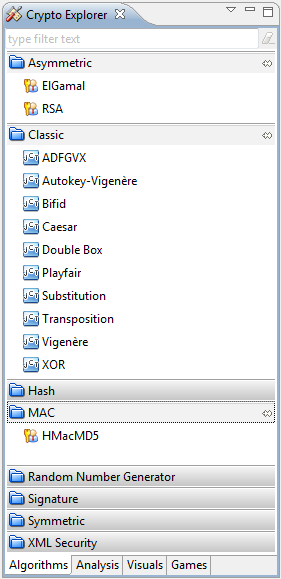 Crypto Explorer
type filter text
Asymmetric
ElGamal
RSA
Classic
ADFGVX
Autokey-Vigenère
Bifid
Caesar
Double Box
Playfair
Substitution
Transposition
Vigenère
XOR
Hash
MAC
HMacMD5
Random Number Generator
Signature
Symmetric
XML Security
Algorithms Analysis Visuals Games